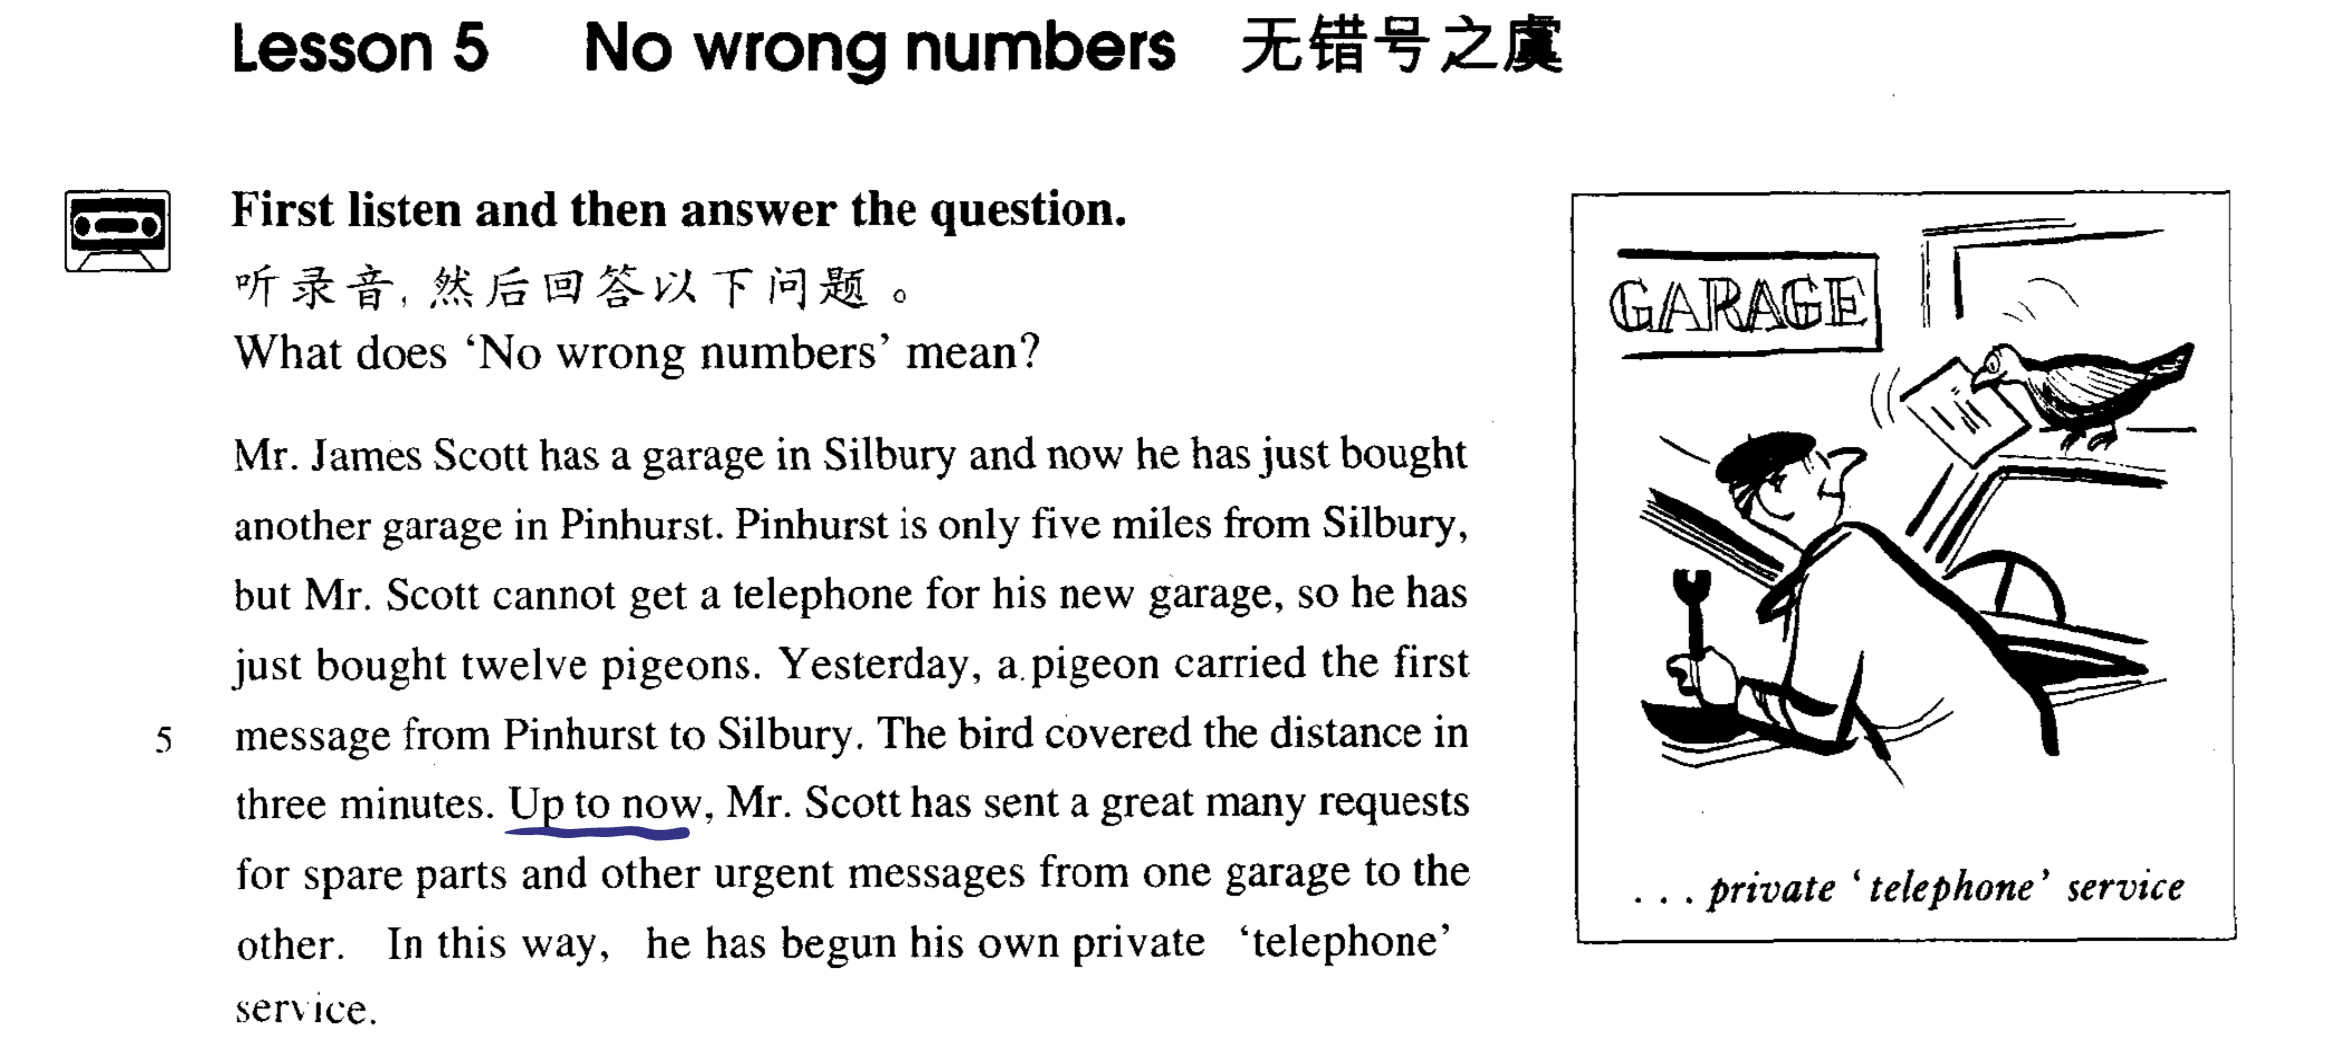 Lesson 5 No wrong numbers 无错号之虞
First listen and then answer the question.
听录音,然后回答以下问题。
What does ‘No wrong numbers’ mean?
Mr. James Scott has a garage in Silbury and now he has just bought
another garage in Pinhurst. Pinhurst is only five miles from Silbury,
but Mr. Scott cannot get a telephone for his new garage, so he has
just bought twelve pigeons. Yesterday, a pigeon carried the first
5 message from Pinhurst to Silbury. The bird covered the distance in
three minutes. Up to now, Mr. Scott has sent a great many requests
for spare parts and other urgent messages from one garage to the
other. In this way, he has begun his own private ‘telephone’
service.
GARAGE
... private ‘telephone’ service